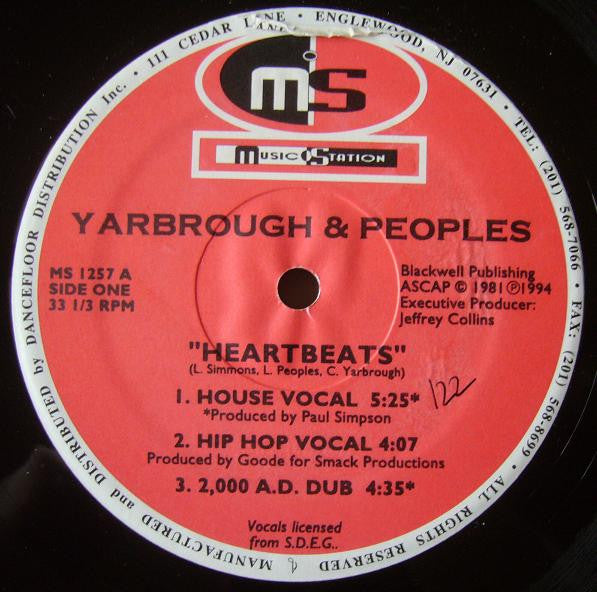 MANUFACTURED and DISTRIBUTED by DANCEFLOOR DISTRIBUTION Inc. • 111 CEDAR LANE • ENGLEWOOD, NJ 07631 • TEL: (201) 568-7066 • FAX: (201) 568-8699 • ALL RIGHTS RESERVED &
mS
MUSIC STATION
YARBROUGH & PEOPLES
MS 1257 A
SIDE ONE
33 1/3 RPM
Blackwell Publishing
ASCAP © 1981 ℗1994
Executive Producer:
Jeffrey Collins
"HEARTBEATS"
(L. Simmons, L. Peoples, C. Yarbrough)
1. HOUSE VOCAL 5:25*
122
*Produced by Paul Simpson
2. HIP HOP VOCAL 4:07
Produced by Goode for Smack Productions
3. 2,000 A.D. DUB 4:35*
Vocals licensed
from S.D.E.G..